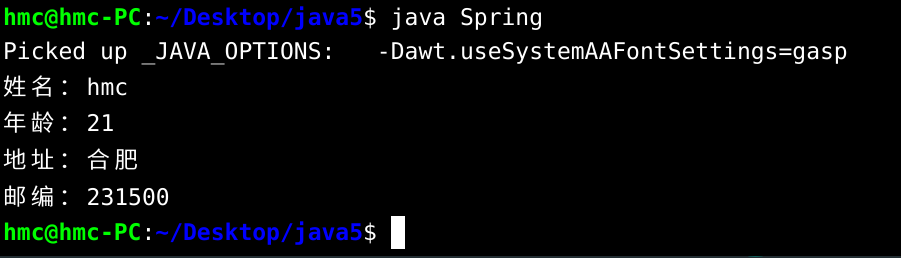 hmc@hmc-PC:~/Desktop/java5$ java Spring
Picked up _JAVA_OPTIONS:   -Dawt.useSystemAAFontSettings=gasp
姓名：hmc
年龄：21
地址：合肥
邮编：231500
hmc@hmc-PC:~/Desktop/java5$